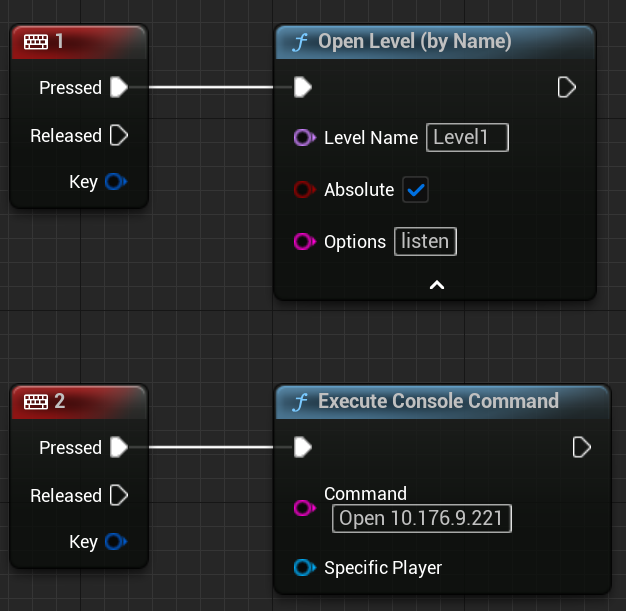 1
Pressed
Released
Key
Open Level (by Name)
Level Name Level1
Absolute
Options listen
2
Pressed
Released
Key
Execute Console Command
Command
Open 10.176.9.221
Specific Player